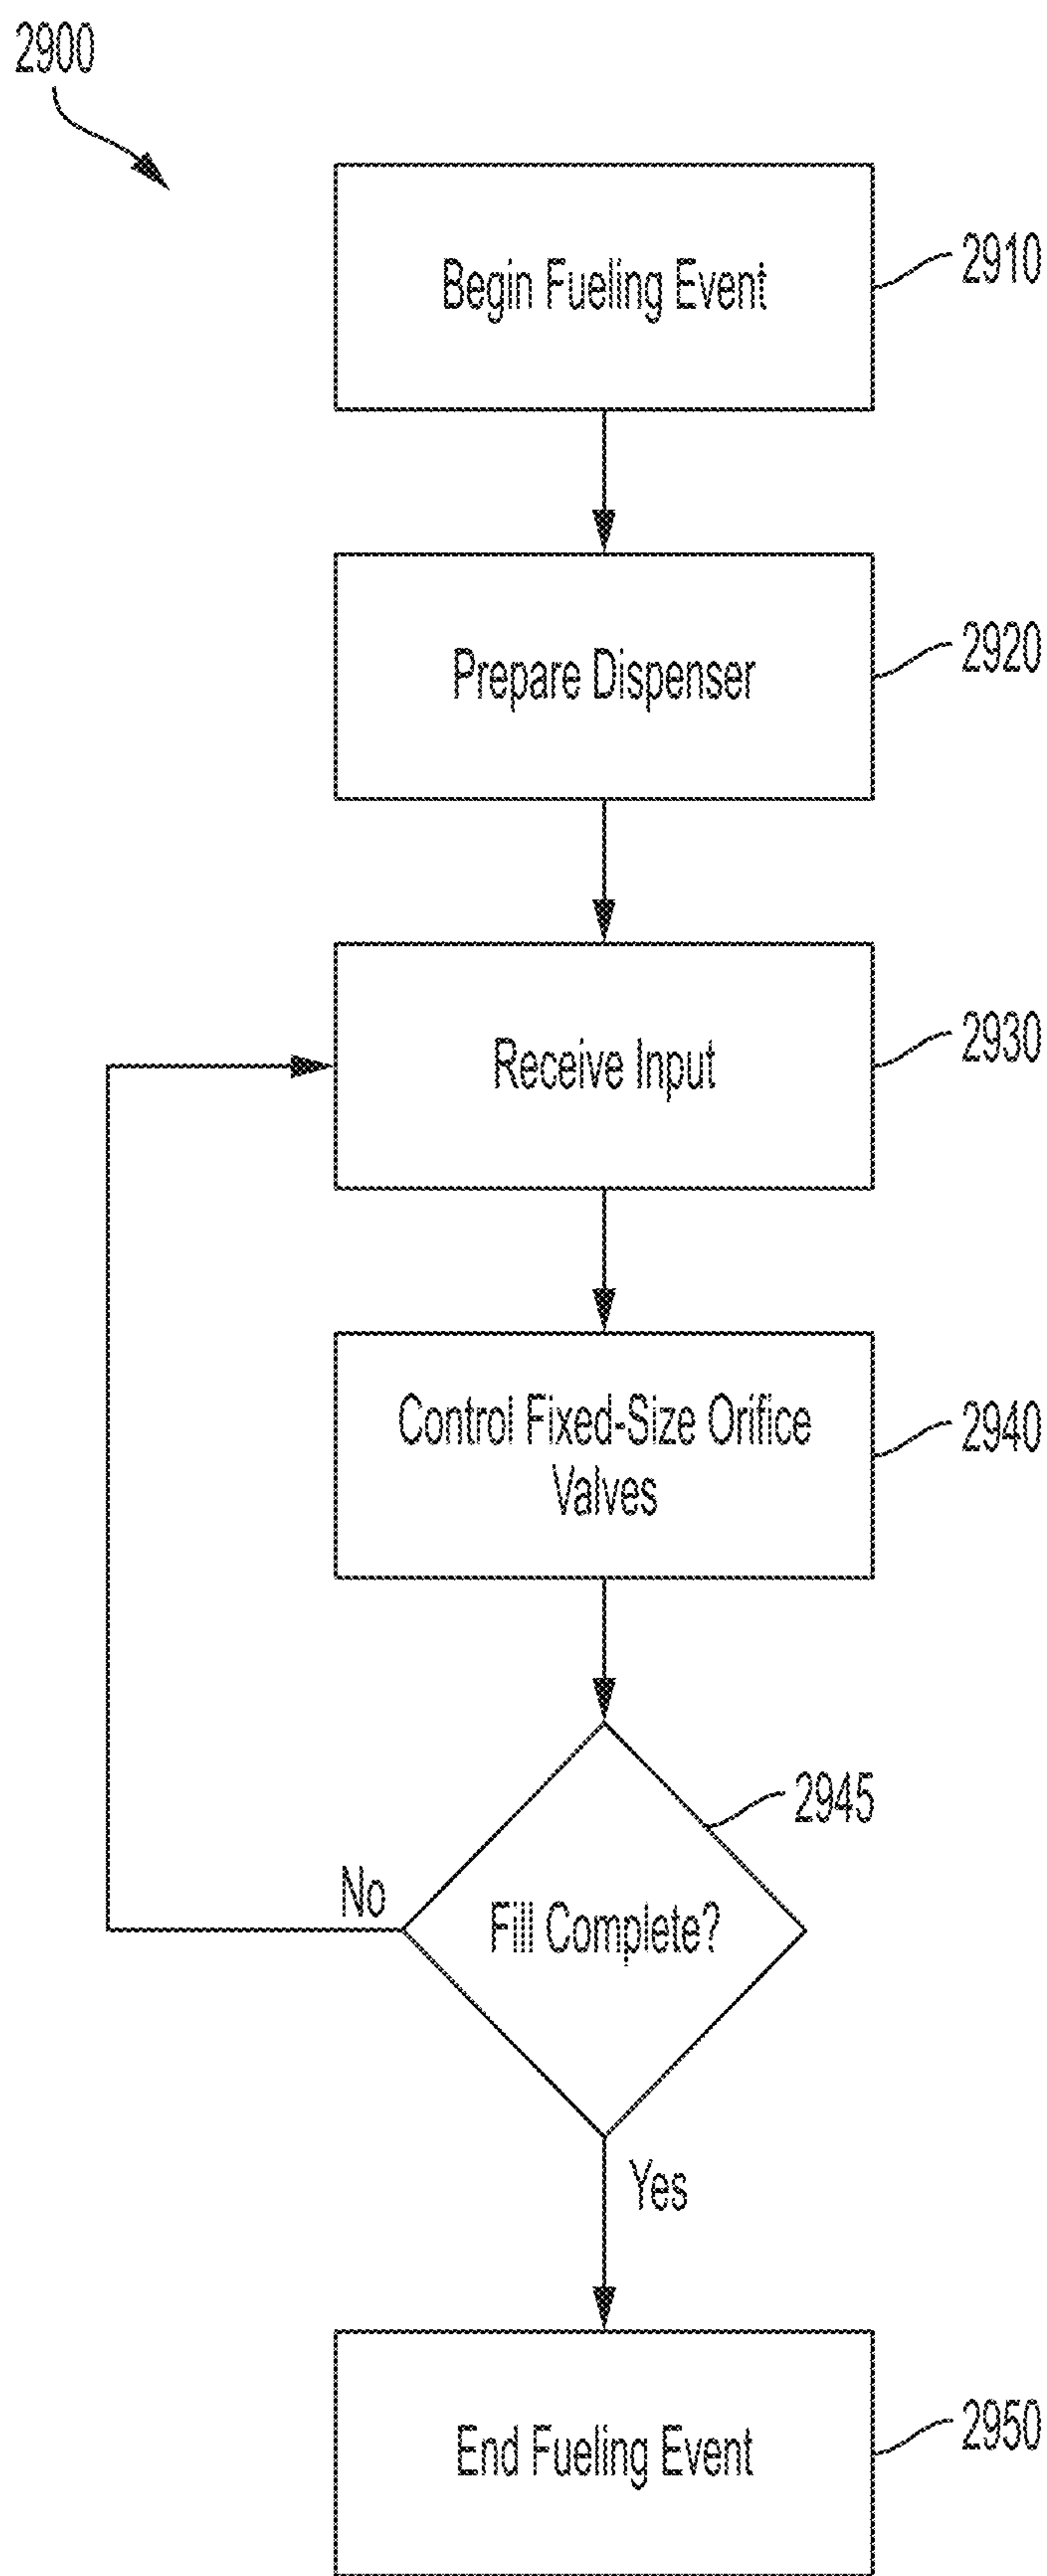 2900
Begin Fueling Event
2910
Prepare Dispenser
2920
Receive Input
2930
Control Fixed-Size Orifice
Valves
2940
2945
No
Fill Complete?
Yes
End Fueling Event
2950